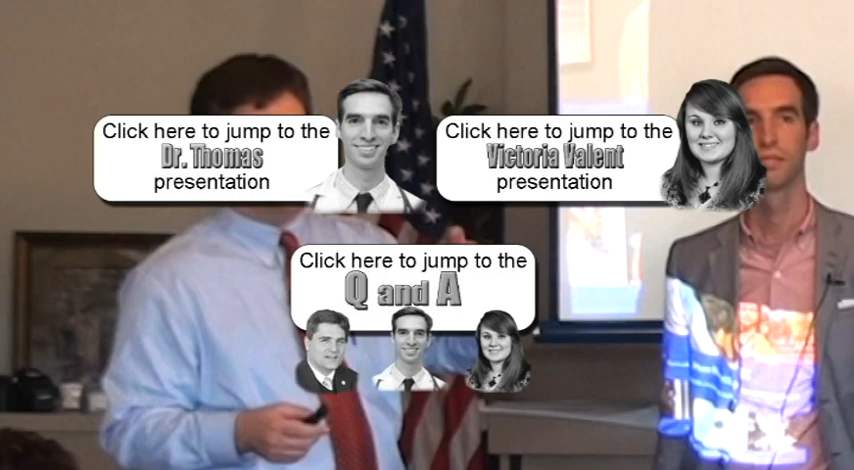 Click here to jump to the
Dr. Thomas
presentation
Click here to jump to the
Victoria Valent
presentation
Click here to jump to the
Q and A